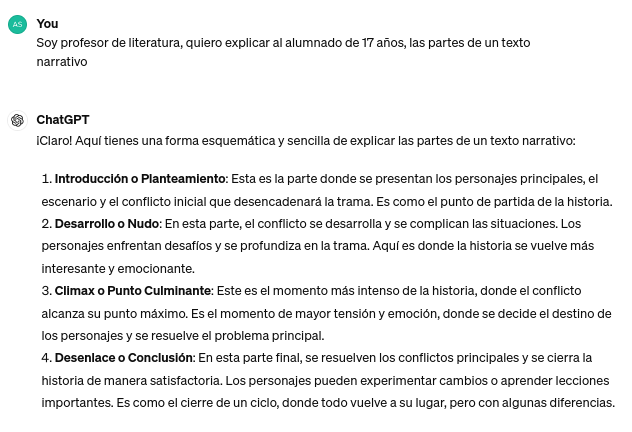 AS
You
Soy profesor de literatura, quiero explicar al alumnado de 17 años, las partes de un texto
narrativo
ChatGPT
¡Claro! Aquí tienes una forma esquemática y sencilla de explicar las partes de un texto narrativo:
1. Introducción o Planteamiento: Esta es la parte donde se presentan los personajes principales, el
escenario y el conflicto inicial que desencadenará la trama. Es como el punto de partida de la historia.
2. Desarrollo o Nudo: En esta parte, el conflicto se desarrolla y se complican las situaciones. Los
personajes enfrentan desafíos y se profundiza en la trama. Aquí es donde la historia se vuelve más
interesante y emocionante.
3. Climax o Punto Culminante: Este es el momento más intenso de la historia, donde el conflicto
alcanza su punto máximo. Es el momento de mayor tensión y emoción, donde se decide el destino de
los personajes y se resuelve el problema principal.
4. Desenlace o Conclusión: En esta parte final, se resuelven los conflictos principales y se cierra la
historia de manera satisfactoria. Los personajes pueden experimentar cambios o aprender lecciones
importantes. Es como el cierre de un ciclo, donde todo vuelve a su lugar, pero con algunas diferencias.